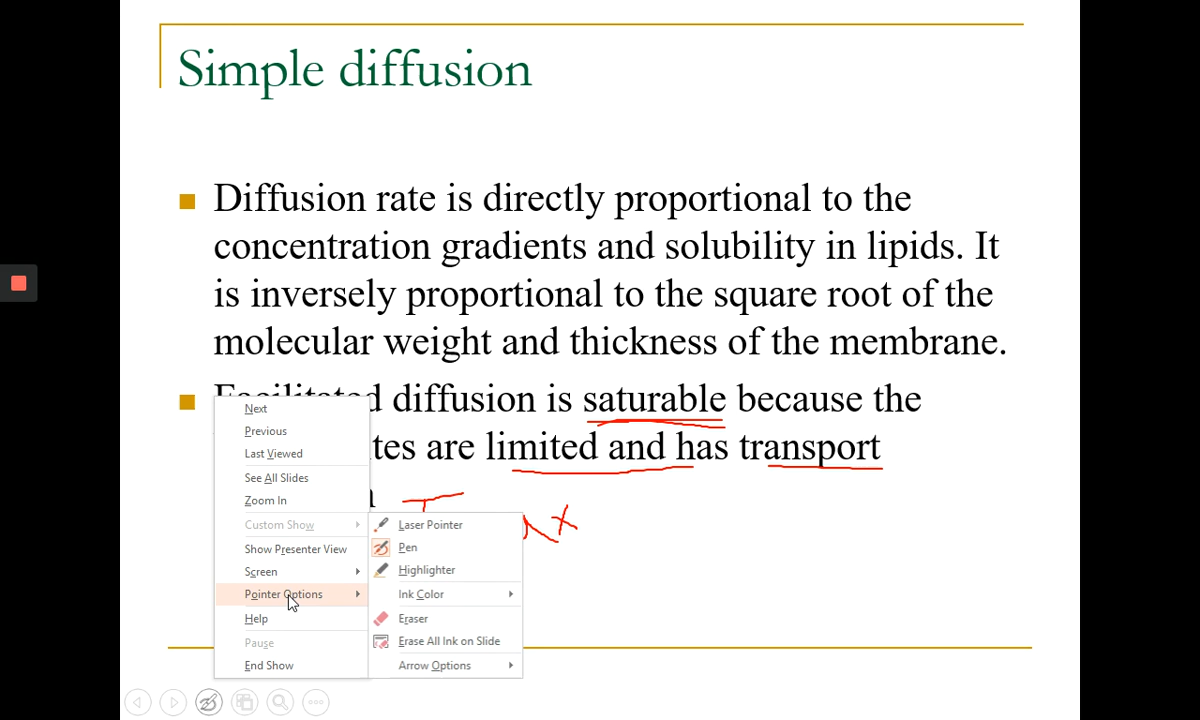 Simple diffusion
Diffusion rate is directly proportional to the
concentration gradients and solubility in lipids. It
is inversely proportional to the square root of the
molecular weight and thickness of the membrane.
diffusion is saturable because the
are limited and has transport
Next
Previous
Last Viewed
See All Slides
Zoom In
Custom Show
Show Presenter View
Screen
Pointer Options
Help
Pause
End Show
Laser Pointer
Pen
Highlighter
Ink Color
Eraser
Erase All Ink on Slide
Arrow Options